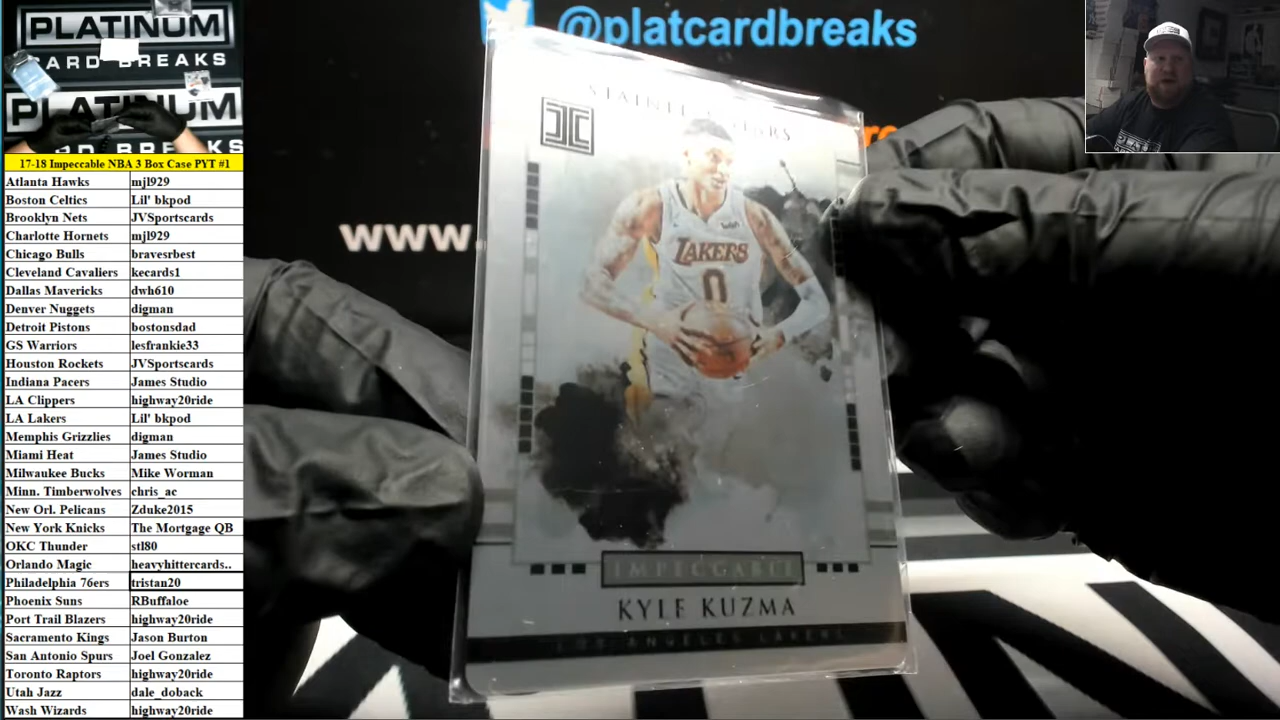 PLATINUM
CARD BREAKS
PLATINUM
17-18 Impeccable NBA 3 Box Case PYT #1
Atlanta Hawks mjl929
Boston Celtics Lil' bkpod
Brooklyn Nets JVSportscards
Charlotte Hornets mjl929
Chicago Bulls bravesrbest
Cleveland Cavaliers kecards1
Dallas Mavericks dwh610
Denver Nuggets digman
Detroit Pistons bostonsdad
GS Warriors lesfrankie33
Houston Rockets JVSportscards
Indiana Pacers James Studio
LA Clippers highway20ride
LA Lakers Lil' bkpod
Memphis Grizzlies digman
Miami Heat James Studio
Milwaukee Bucks Mike Worman
Minn. Timberwolves chris_ac
New Orl. Pelicans Zduke2015
New York Knicks The Mortgage QB
OKC Thunder stl80
Orlando Magic heavyhittercards..
Philadelphia 76ers tristan20
Phoenix Suns RBuffaloe
Port Trail Blazers highway20ride
Sacramento Kings Jason Burton
San Antonio Spurs Joel Gonzalez
Toronto Raptors highway20ride
Utah Jazz dale_doback
Wash Wizards highway20ride
@platcardbreaks
www.
LAKERS
0
IMPECCABLE
KYLE KUZMA
LOS ANGELES LAKERS